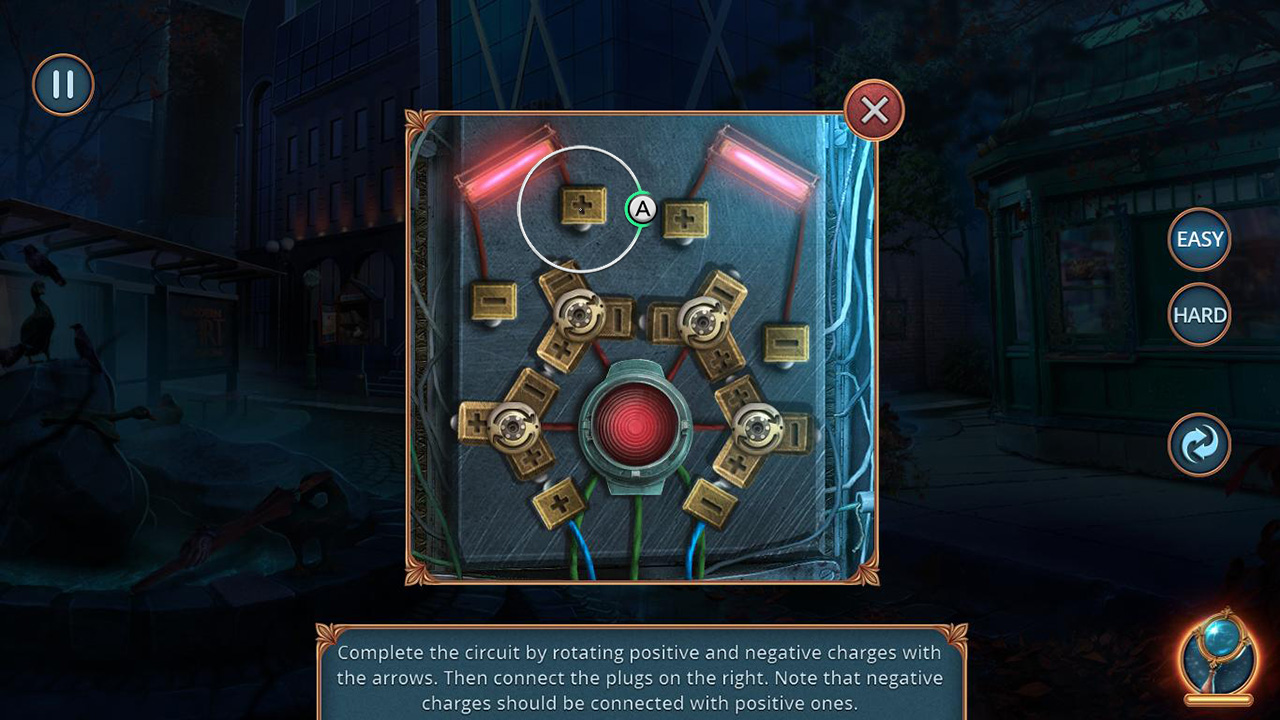 A
EASY
HARD
Complete the circuit by rotating positive and negative charges with
the arrows. Then connect the plugs on the right. Note that negative
charges should be connected with positive ones.